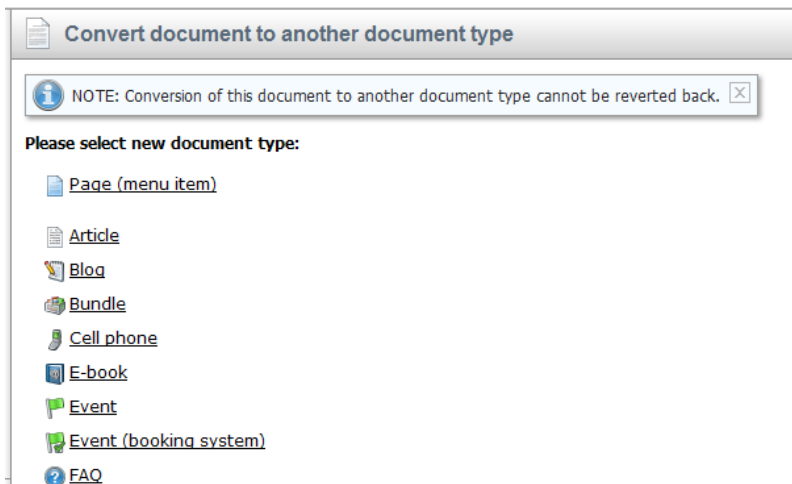 Convert document to another document type
NOTE: Conversion of this document to another document type cannot be reverted back.
Please select new document type:
Page (menu item)
Article
Blog
Bundle
Cell phone
E-book
Event
Event (booking system)
FAQ